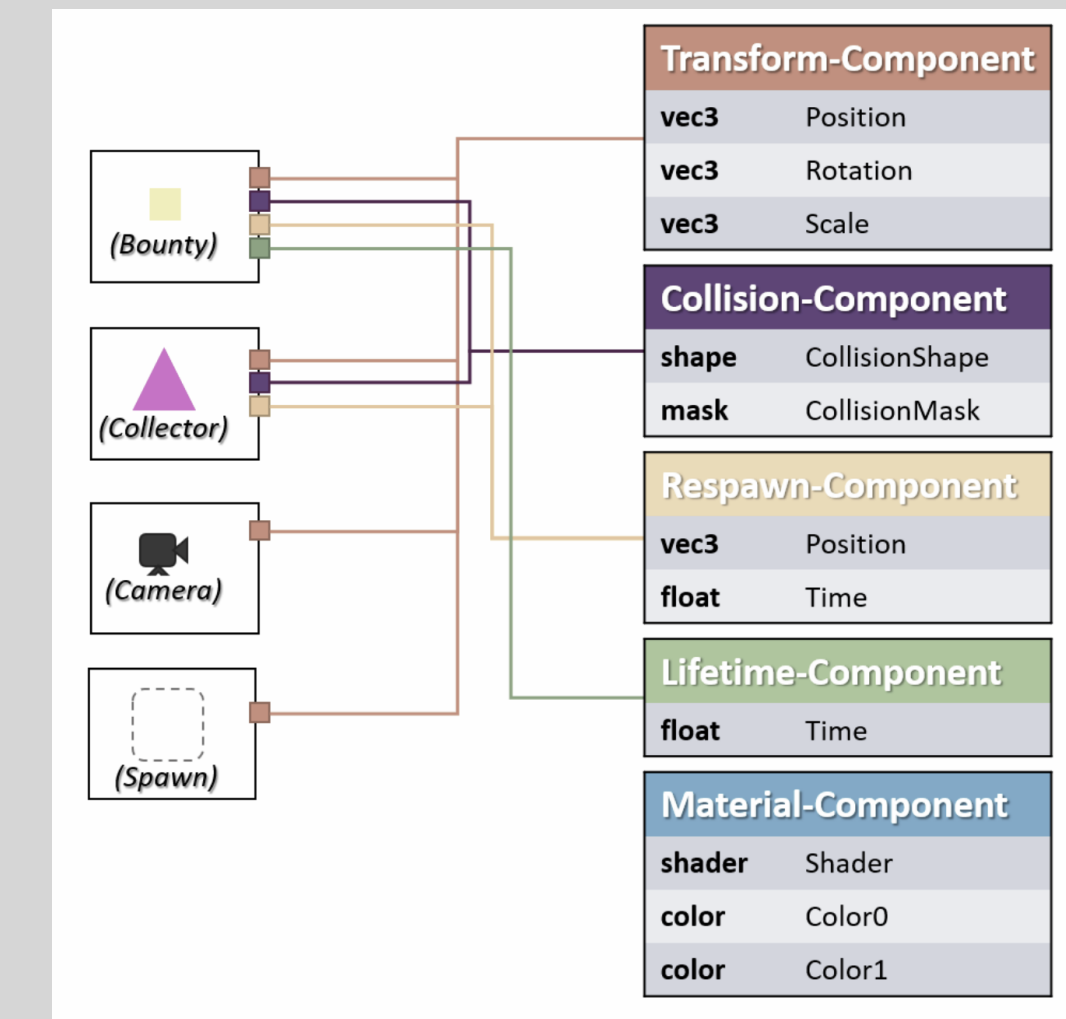 (Bounty)
(Collector)
(Camera)
(Spawn)
Transform-Component
vec3 Position
vec3 Rotation
vec3 Scale
Collision-Component
shape CollisionShape
mask CollisionMask
Respawn-Component
vec3 Position
float Time
Lifetime-Component
float Time
Material-Component
shader Shader
color Color0
color Color1